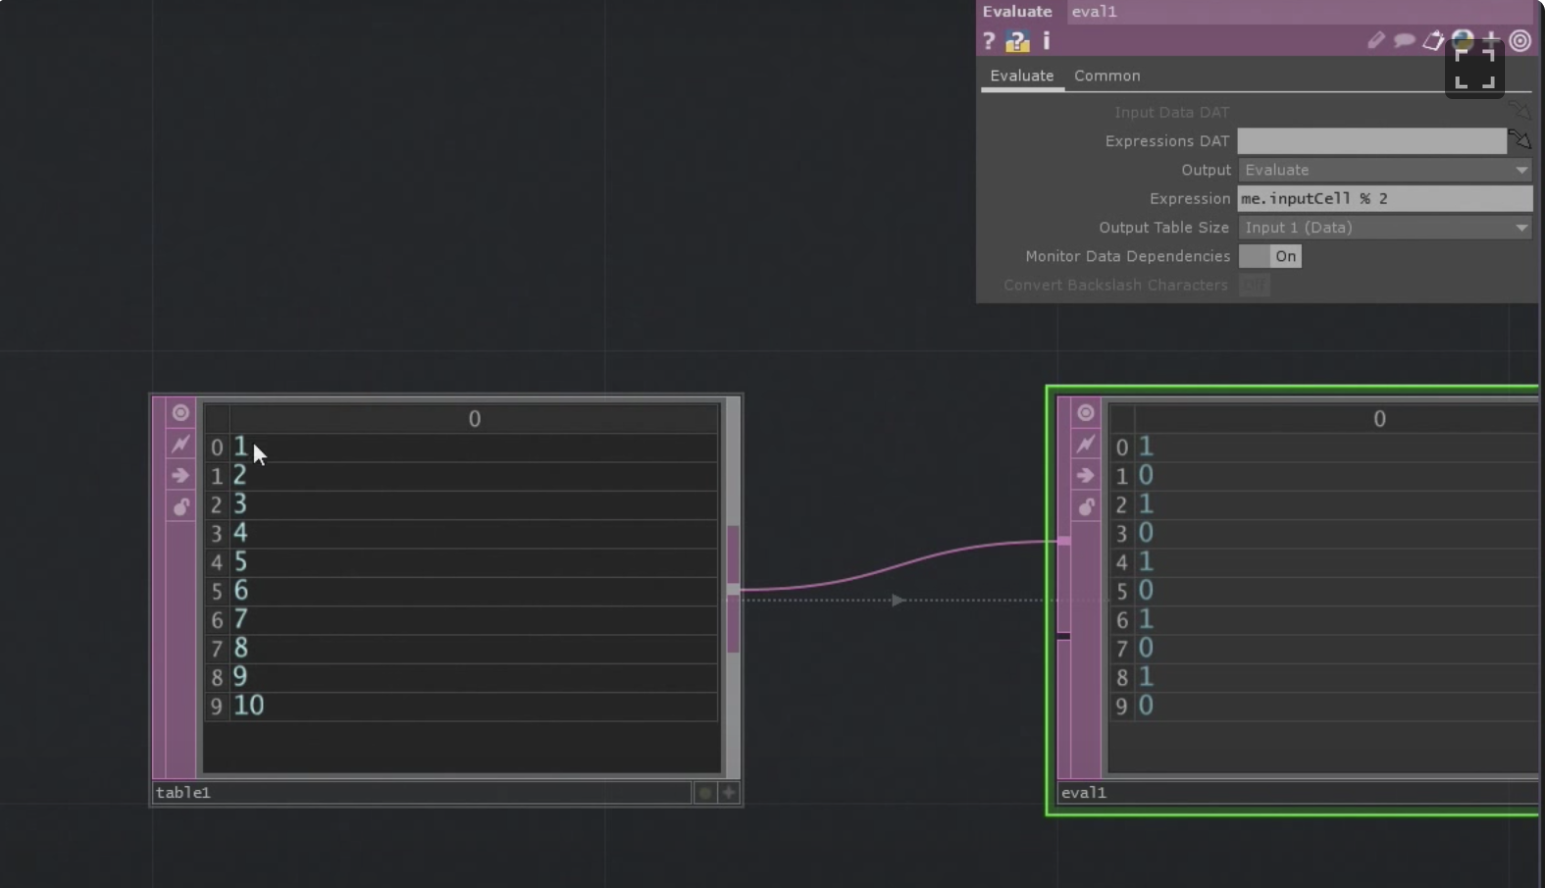 Evaluate eval1
? ? i
Evaluate Common
Input Data DAT
Expressions DAT
Output Evaluate
Expression me.inputCell % 2
Output Table Size Input 1 (Data)
Monitor Data Dependencies On
Convert Backslash Characters
0
0 1
1 2
2 3
3 4
4 5
5 6
6 7
7 8
8 9
9 10
table1
0
0 1
1 0
2 1
3 0
4 1
5 0
6 1
7 0
8 1
9 0
eval1